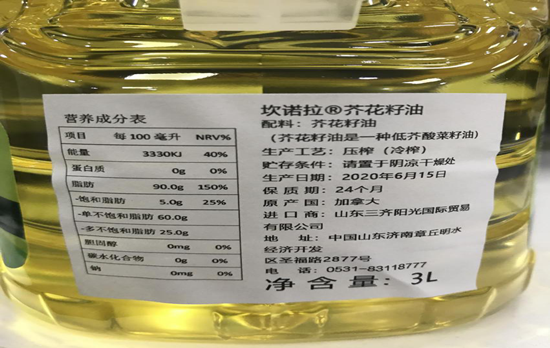 营养成分表
项目 每100毫升 NRV%
能量 3330KJ 40%
蛋白质 0g 0%
脂肪 90.0g 150%
-饱和脂肪 5.0g 25%
-单不饱和脂肪 60.0g
-多不饱和脂肪 25.0g
胆固醇 0mg 0%
碳水化合物 0g 0%
钠 0mg 0%
坎诺拉®芥花籽油
配料：芥花籽油
（芥花籽油是一种低芥酸菜籽油）
生产工艺：压榨（冷榨）
贮存条件：请置于阴凉干燥处
生产日期：2020年6月15日
保质期：24个月
原产国：加拿大
进口商：山东三齐阳光国际贸易
有限公司
地址：中国山东济南章丘明水
经济开发
区圣福路2877号
电话：0531-83118777
净含量：3L